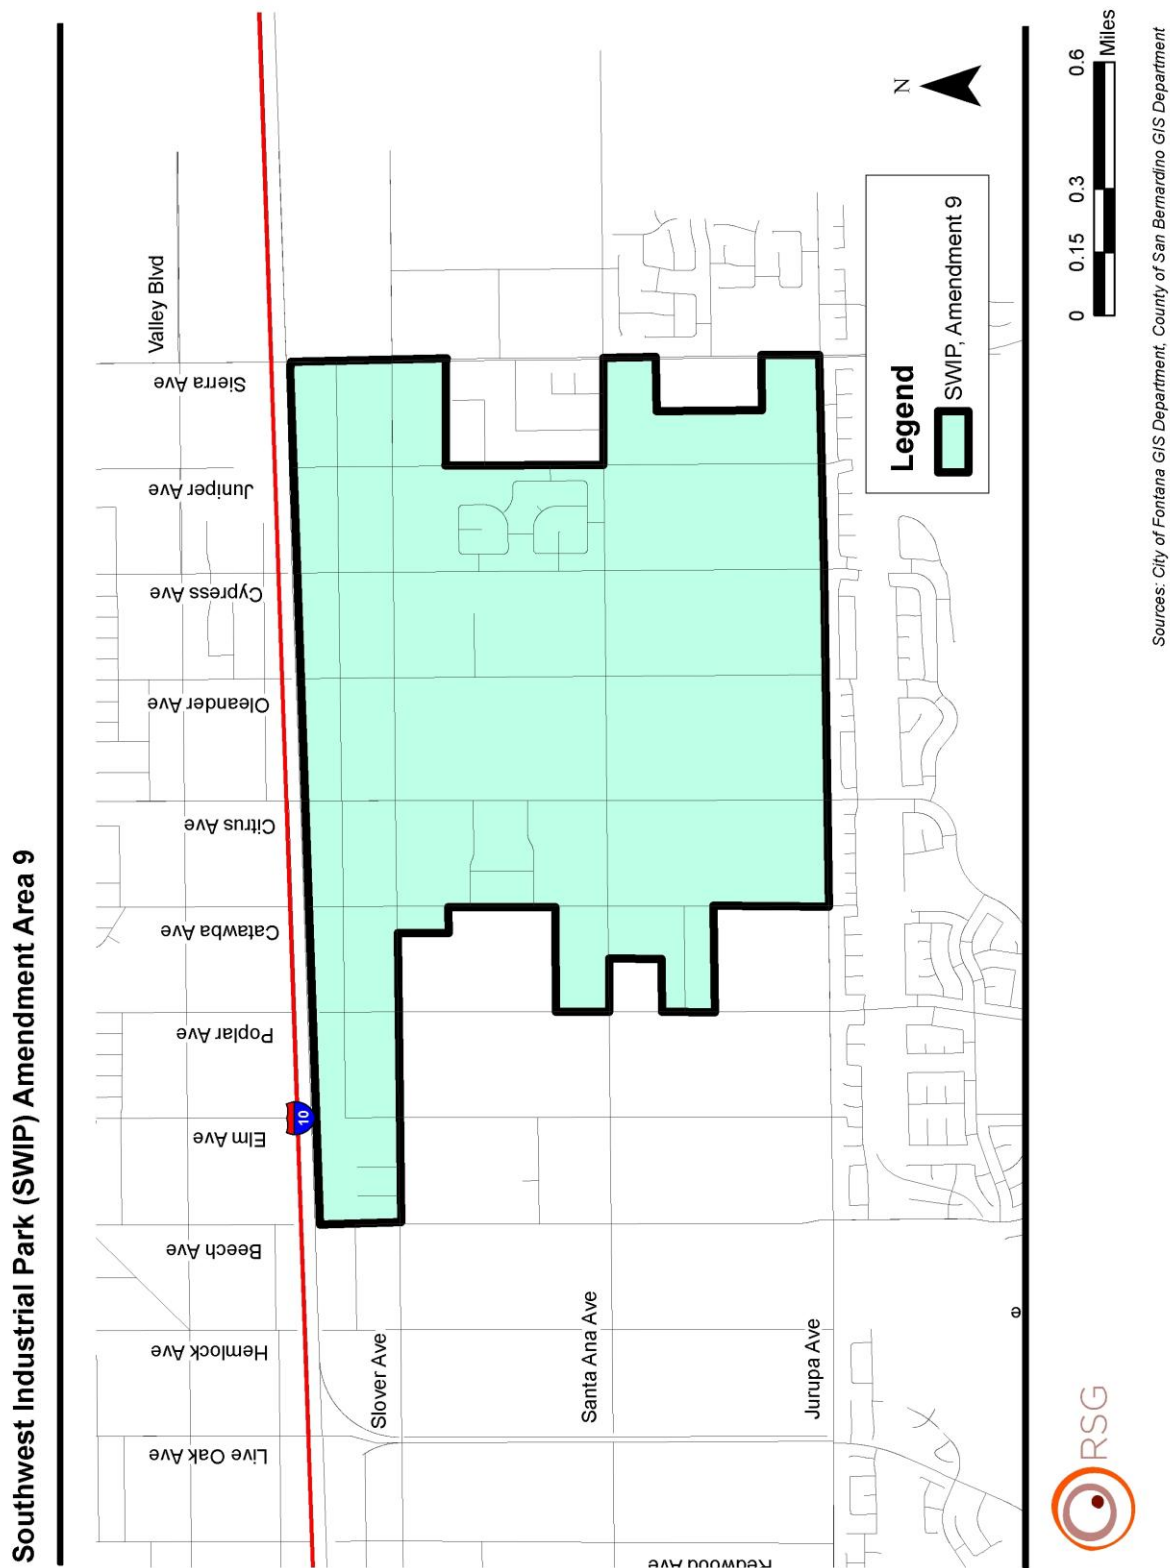 Southwest Industrial Park (SWIP) Amendment Area 9
Valley Blvd
Live Oak Ave
Hemlock Ave
Beech Ave
Elm Ave
Poplar Ave
Catawba Ave
Citrus Ave
Oleander Ave
Cypress Ave
Juniper Ave
Sierra Ave
10
Slover Ave
Santa Ana Ave
Jurupa Ave
Redwood Ave
e
N
Legend
SWIP, Amendment 9
RSG
0 0.15 0.3 0.6
Miles
Sources: City of Fontana GIS Department, County of San Bernardino GIS Department